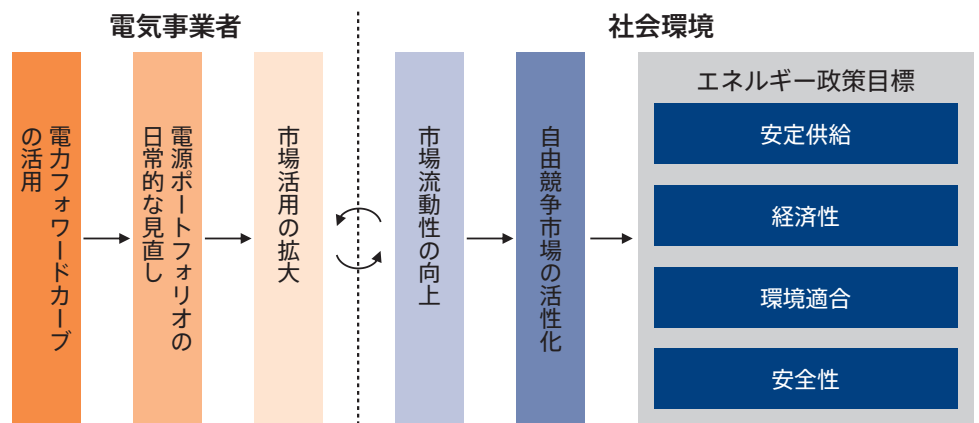 電気事業者
社会環境
電力フォワードカーブ
の活用
電源ポートフォリオの
日常的な見直し
市場活用の拡大
市場流動性の向上
自由競争市場の活性化
エネルギー政策目標
安定供給
経済性
環境適合
安全性